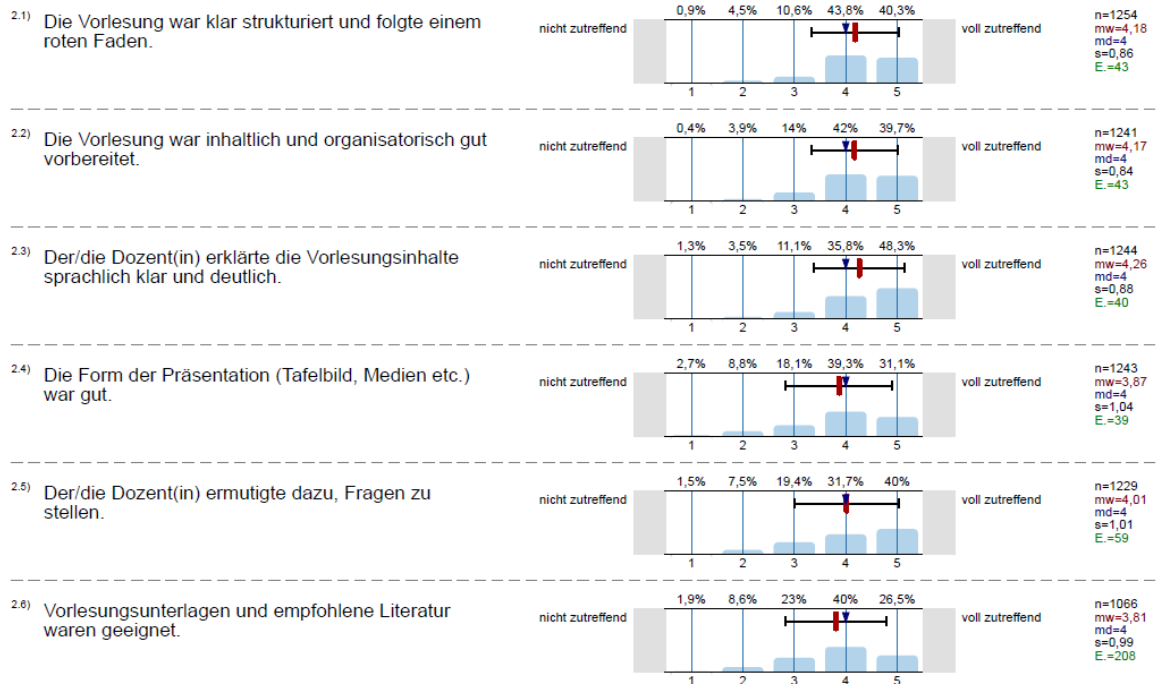 2.1) Die Vorlesung war klar strukturiert und folgte einem
roten Faden.
nicht zutreffend
0,9% 4,5% 10,6% 43,8% 40,3%
1 2 3 4 5
voll zutreffend
n=1254
mw=4,18
md=4
s=0,86
E.=43
2.2) Die Vorlesung war inhaltlich und organisatorisch gut
vorbereitet.
nicht zutreffend
0,4% 3,9% 14% 42% 39,7%
1 2 3 4 5
voll zutreffend
n=1241
mw=4,17
md=4
s=0,84
E.=43
2.3) Der/die Dozent(in) erklärte die Vorlesungsinhalte
sprachlich klar und deutlich.
nicht zutreffend
1,3% 3,5% 11,1% 35,8% 48,3%
1 2 3 4 5
voll zutreffend
n=1244
mw=4,26
md=4
s=0,88
E.=40
2.4) Die Form der Präsentation (Tafelbild, Medien etc.)
war gut.
nicht zutreffend
2,7% 8,8% 18,1% 39,3% 31,1%
1 2 3 4 5
voll zutreffend
n=1243
mw=3,87
md=4
s=1,04
E.=39
2.5) Der/die Dozent(in) ermutigte dazu, Fragen zu
stellen.
nicht zutreffend
1,5% 7,5% 19,4% 31,7% 40%
1 2 3 4 5
voll zutreffend
n=1229
mw=4,01
md=4
s=1,01
E.=59
2.6) Vorlesungsunterlagen und empfohlene Literatur
waren geeignet.
nicht zutreffend
1,9% 8,6% 23% 40% 26,5%
1 2 3 4 5
voll zutreffend
n=1066
mw=3,81
md=4
s=0,99
E.=208